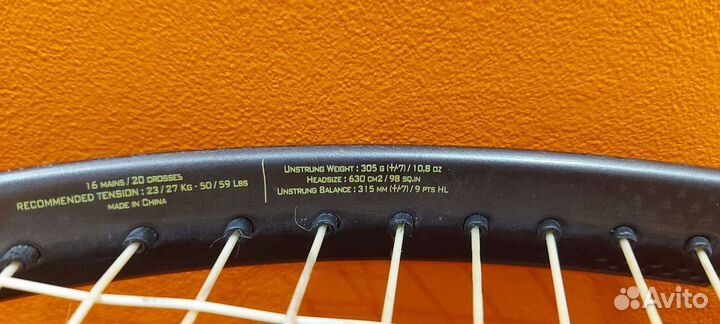 16 MAINS / 20 CROSSES
RECOMMENDED TENSION : 23 / 27 KG - 50 / 59 LBS
MADE IN CHINA
UNSTRUNG WEIGHT : 305 G (+/-7) / 10,8 OZ
HEADSIZE : 630 CM2 / 98 SQ.IN
UNSTRUNG BALANCE : 315 MM (+/-7) / 9 PTS HL
Avito